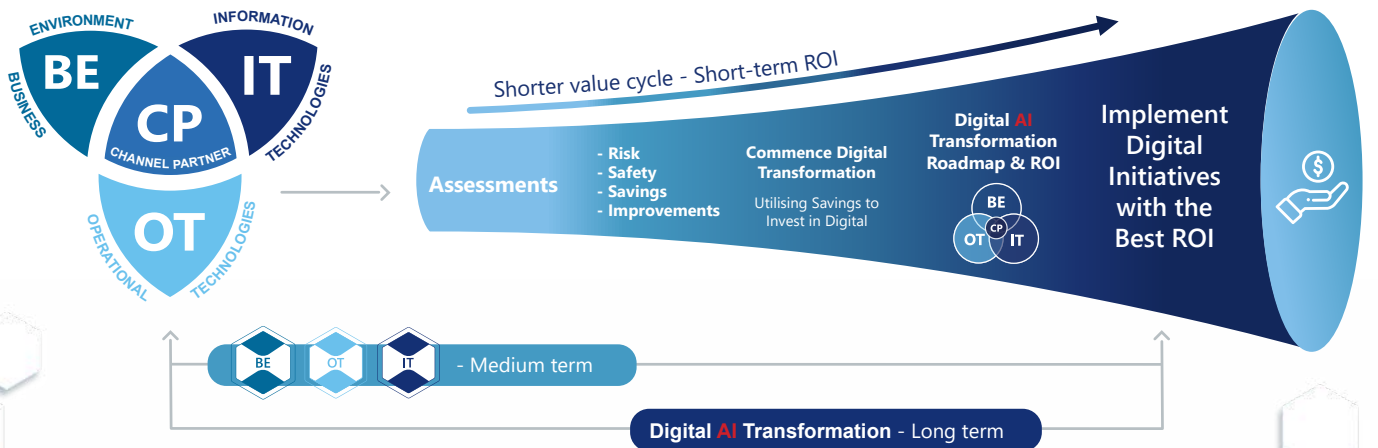 ENVIRONMENT
BUSINESS
BE
INFORMATION
TECHNOLOGIES
IT
CP
CHANNEL PARTNER
OT
OPERATIONAL
TECHNOLOGIES
Shorter value cycle - Short-term ROI
Assessments
- Risk
- Safety
- Savings
- Improvements
Commence Digital
Transformation
Utilising Savings to
Invest in Digital
Digital AI
Transformation
Roadmap & ROI
BE
OT
CP
IT
Implement
Digital
Initiatives
with the
Best ROI
$
BE
OT
IT
- Medium term
Digital AI Transformation - Long term